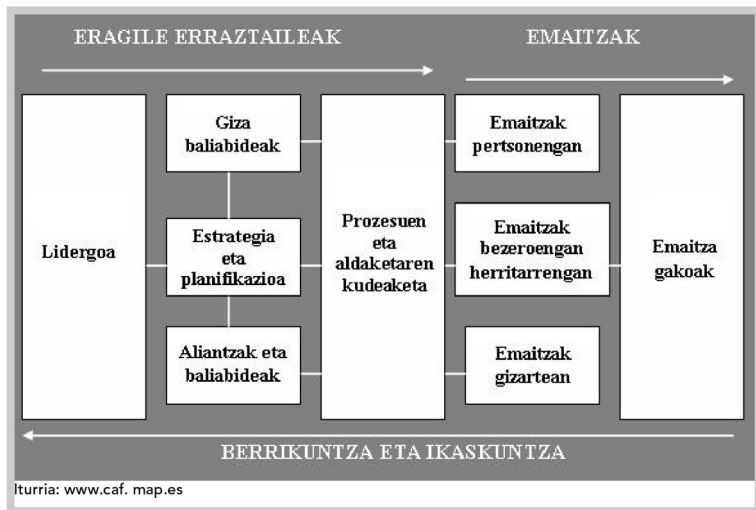 ERAGILE ERRAZTAILEAK
EMAITZAK
Lidergoa
Giza
baliabideak
Estrategia
eta
planifikazioa
Aliantzak eta
baliabideak
Prozesuen
eta
aldaketaren
kudeaketa
Emaitzak
pertsonengan
Emaitzak
bezeroengan
herritarrengan
Emaitzak
gizartean
Emaitza
gakoak
BERRIKUNTZA ETA IKASKUNTZA
Iturria: www.caf. map.es